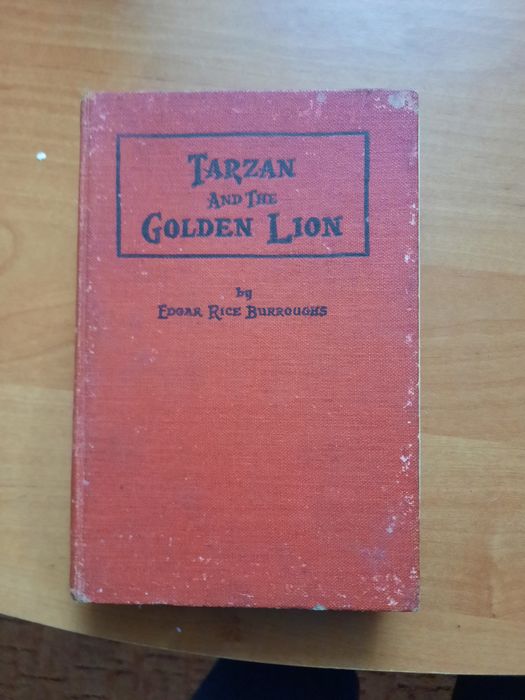 TARZAN
AND THE
GOLDEN LION
by
EDGAR RICE BURROUGHS